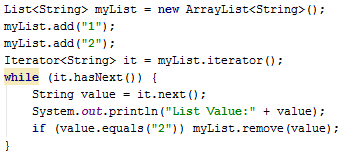 List<String> myList = new ArrayList<String>();
myList.add("1");
myList.add("2");
Iterator<String> it = myList.iterator();
while (it.hasNext()) {
    String value = it.next();
    System.out.println("List Value:" + value);
    if (value.equals("2")) myList.remove(value);
}